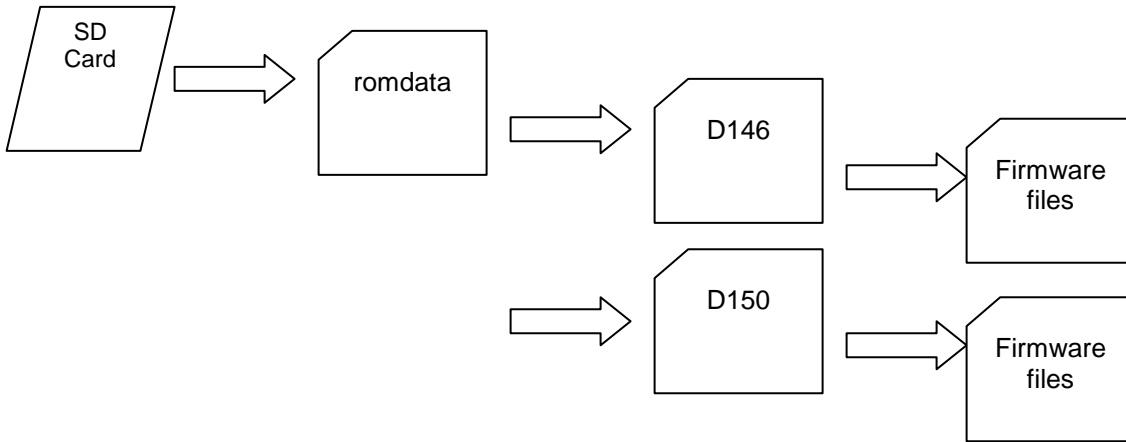 SD
Card
romdata
D146
Firmware
files
D150
Firmware
files